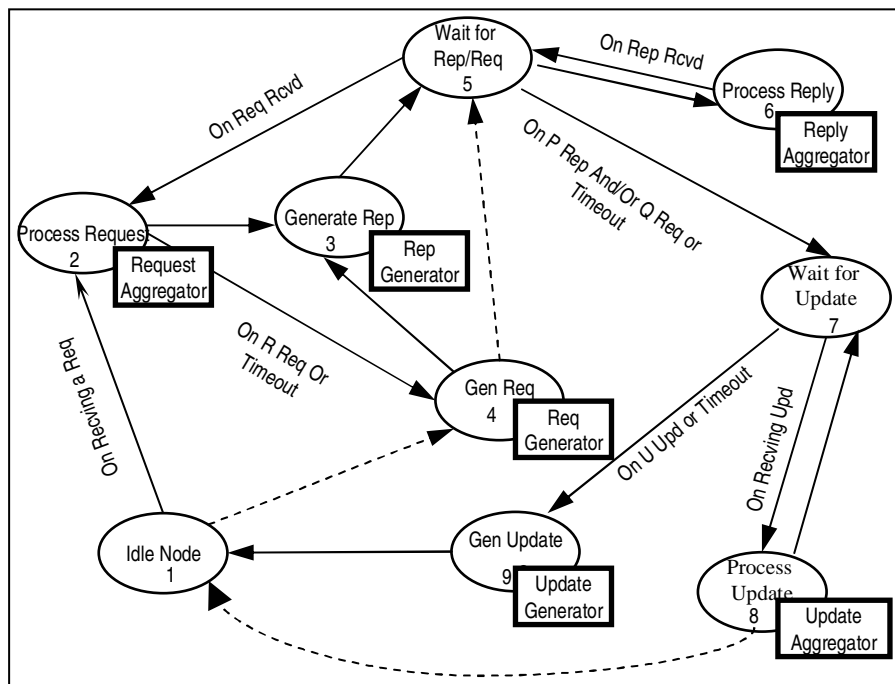 Wait for
Rep/Req
5
On Rep Rcvd
Process Reply
6
Reply
Aggregator
On Req Rcvd
On P Rep And/Or Q Req or
Timeout
Process Request
2
Request
Aggregator
Generate Rep
3
Rep
Generator
Wait for
Update
7
On R Req Or
Timeout
Gen Req
4
Req
Generator
On Recving a Req
On U Upd or Timeout
On Recving Upd
Idle Node
1
Gen Update
9
Update
Generator
Process
Update
8
Update
Aggregator